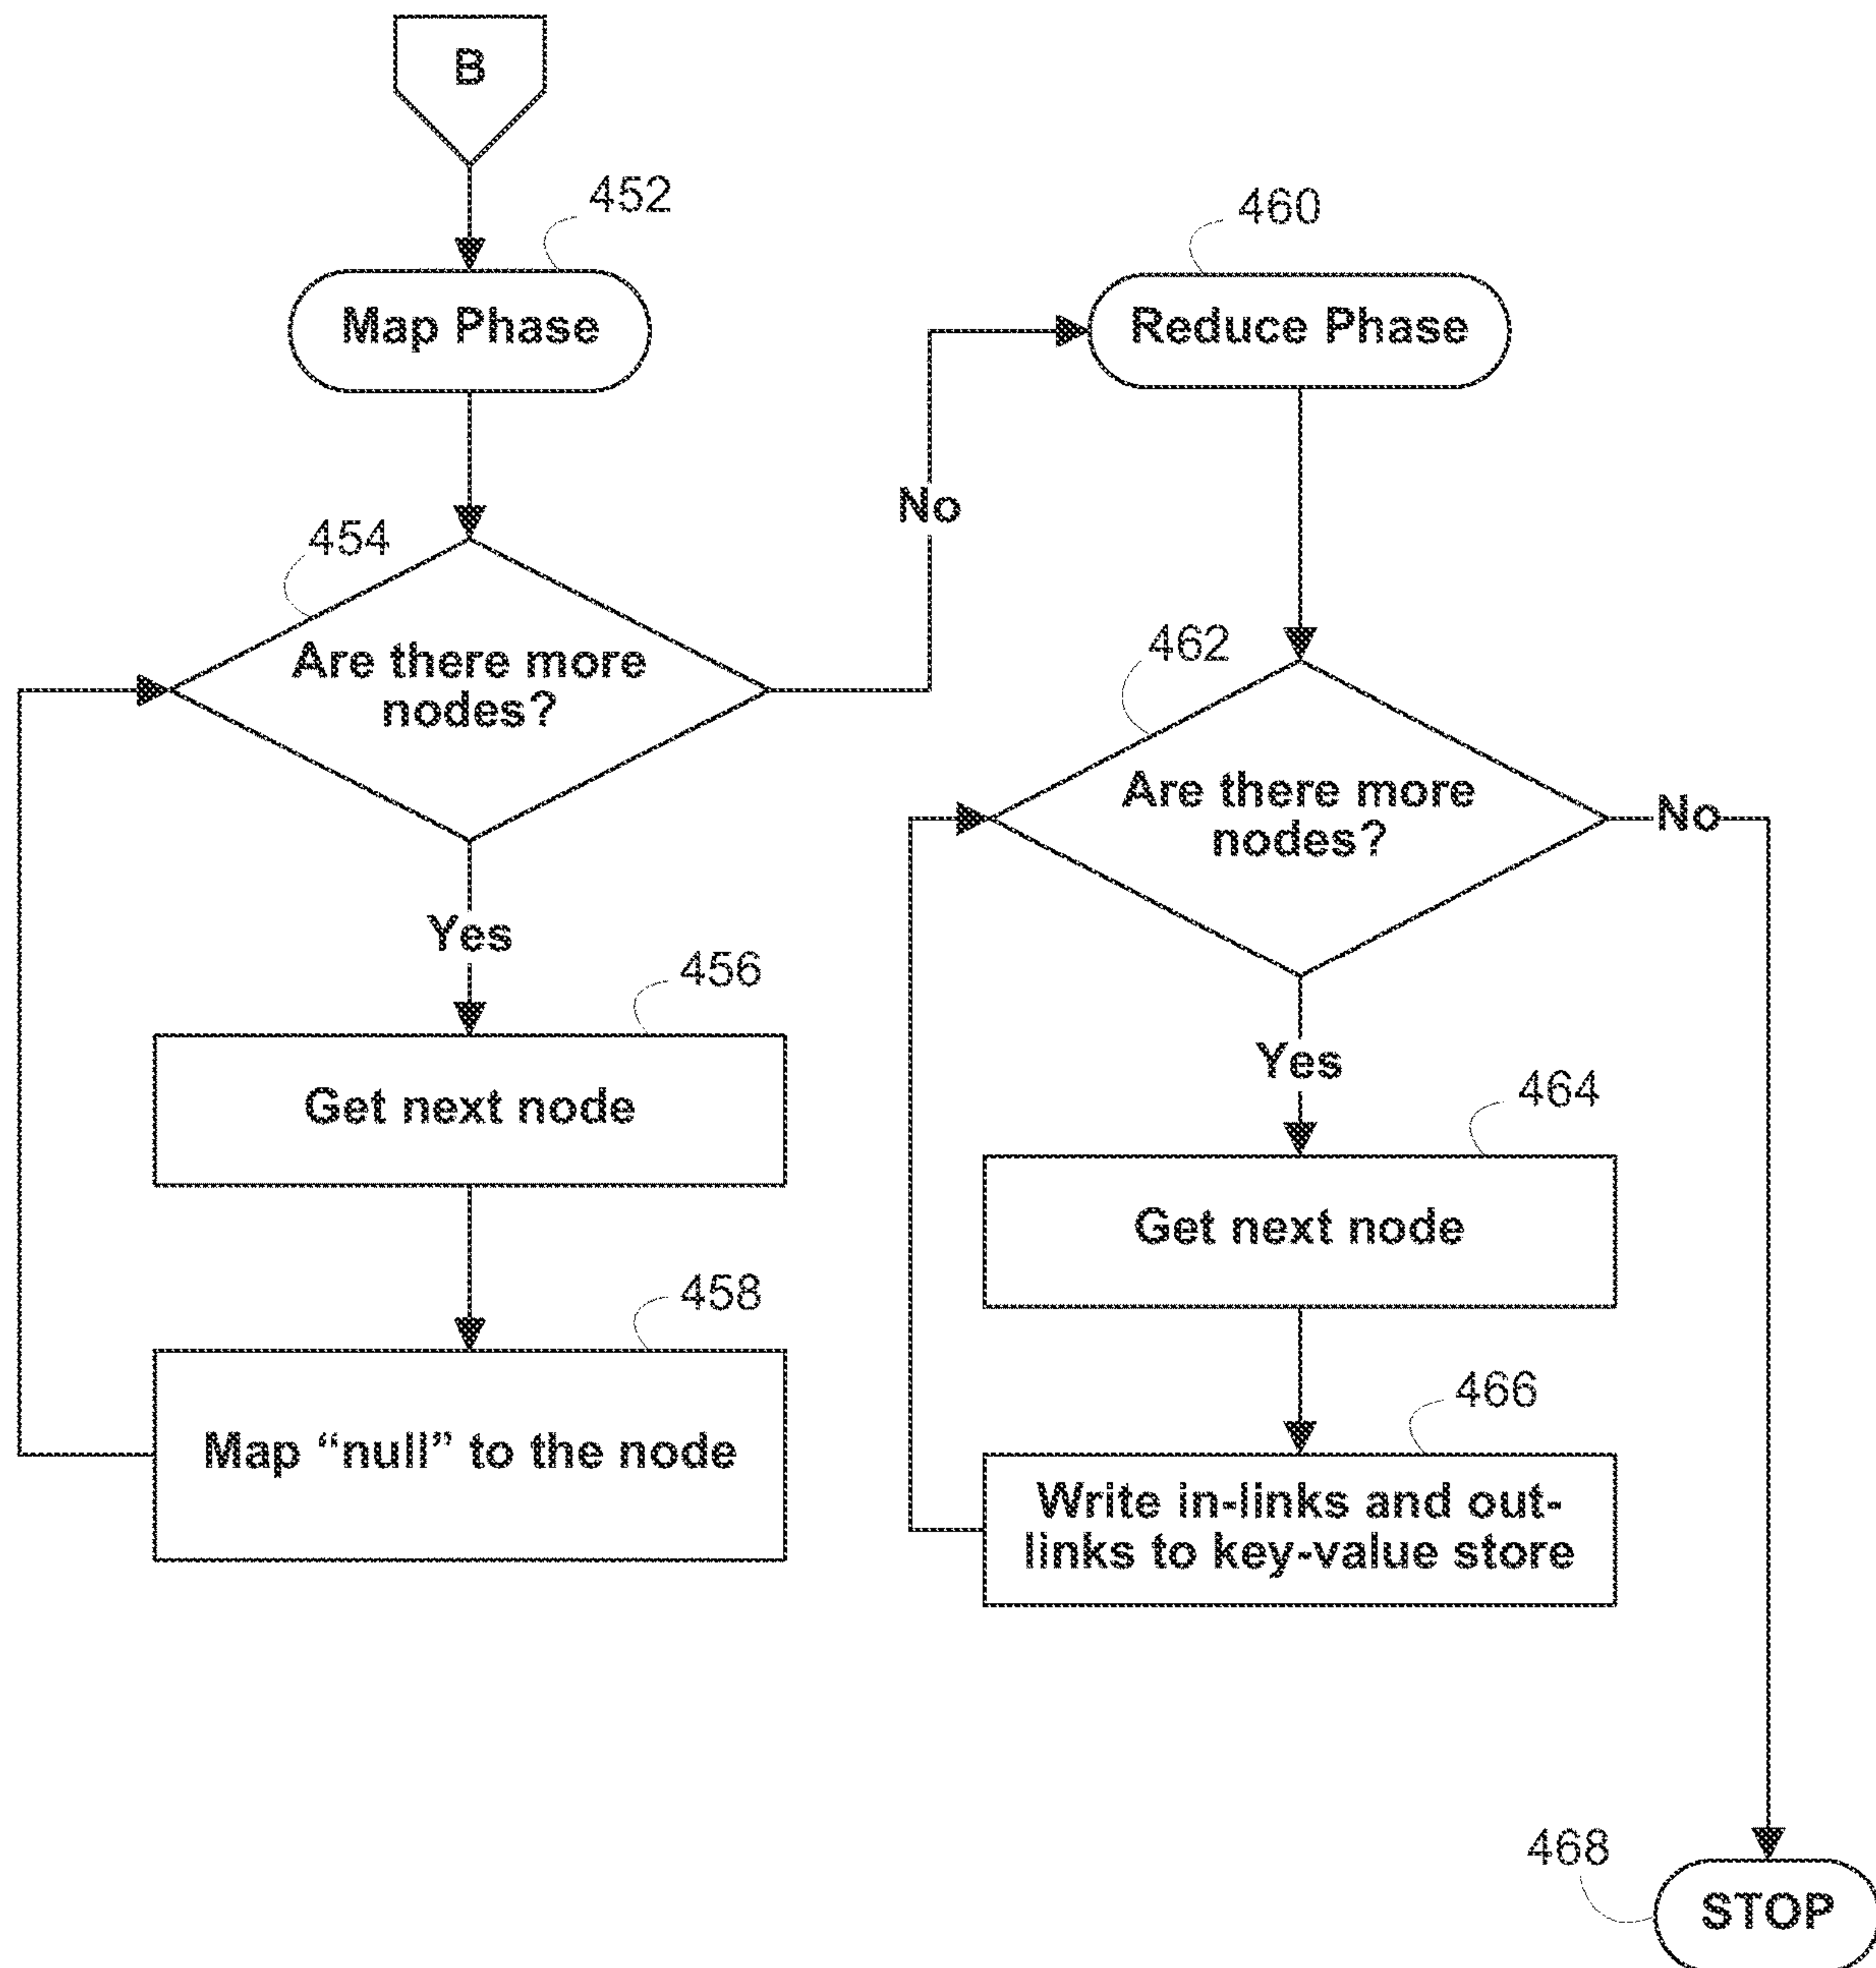 B
452
Map Phase
454
Are there more
nodes?
Yes
456
Get next node
458
Map “null” to the node
No
460
Reduce Phase
462
Are there more
nodes?
No
Yes
464
Get next node
466
Write in-links and out-
links to key-value store
468
STOP